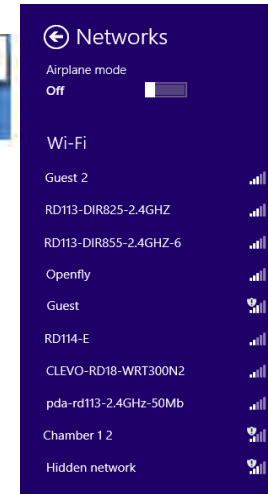 Networks
Airplane mode
Off
Wi-Fi
Guest 2
RD113-DIR825-2.4GHZ
RD113-DIR855-2.4GHZ-6
Openfly
Guest
RD114-E
CLEVO-RD18-WRT300N2
pda-rd113-2.4GHz-50Mb
Chamber 1 2
Hidden network